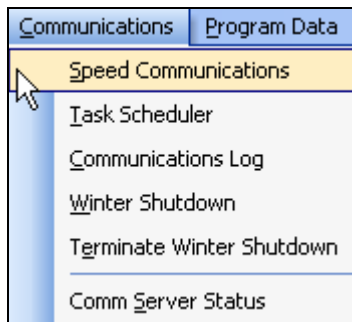 Communications Program Data
Speed Communications
Task Scheduler
Communications Log
Winter Shutdown
Terminate Winter Shutdown
Comm Server Status